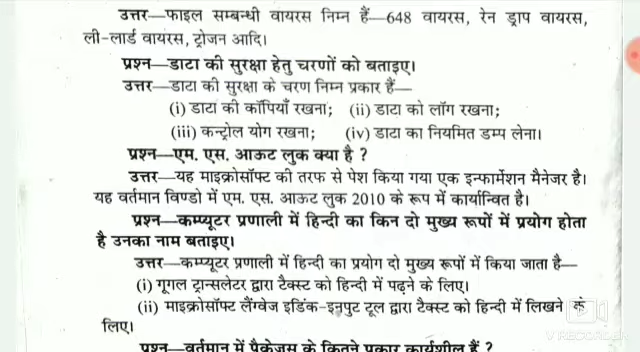 उत्तर—फाइल सम्बन्धी वायरस निम्न हैं—648 वायरस, रेन ड्राप वायरस,
ली-लार्ड वायरस, ट्रोजन आदि।
प्रश्न—डाटा की सुरक्षा हेतु चरणों को बताइए।
उत्तर—डाटा की सुरक्षा के चरण निम्न प्रकार हैं—
(i) डाटा की कॉपियाँ रखना; (ii) डाटा को लॉग रखना;
(iii) कन्ट्रोल योग रखना; (iv) डाटा का नियमित डम्प लेना।
प्रश्न—एम. एस. आऊट लुक क्या है ?
उत्तर—यह माइक्रोसॉफ्ट की तरफ से पेश किया गया एक इन्फार्मेशन मैनेजर है।
यह वर्तमान विण्डो में एम. एस. आऊट लुक 2010 के रूप में कार्यान्वित है।
प्रश्न—कम्प्यूटर प्रणाली में हिन्दी का किन दो मुख्य रूपों में प्रयोग होता
है उनका नाम बताइए।
उत्तर—कम्प्यूटर प्रणाली में हिन्दी का प्रयोग दो मुख्य रूपों में किया जाता है—
(i) गूगल ट्रान्सलेटर द्वारा टैक्स्ट को हिन्दी में पढ़ने के लिए।
(ii) माइक्रोसॉफ्ट लैंग्वेज इडिंक-इनपुट टूल द्वारा टैक्स्ट को हिन्दी में लिखने के
लिए।
V RECORDER
प्रश्न—वर्तमान में पैकेजस के कितने प्रकार कार्यशील हैं ?